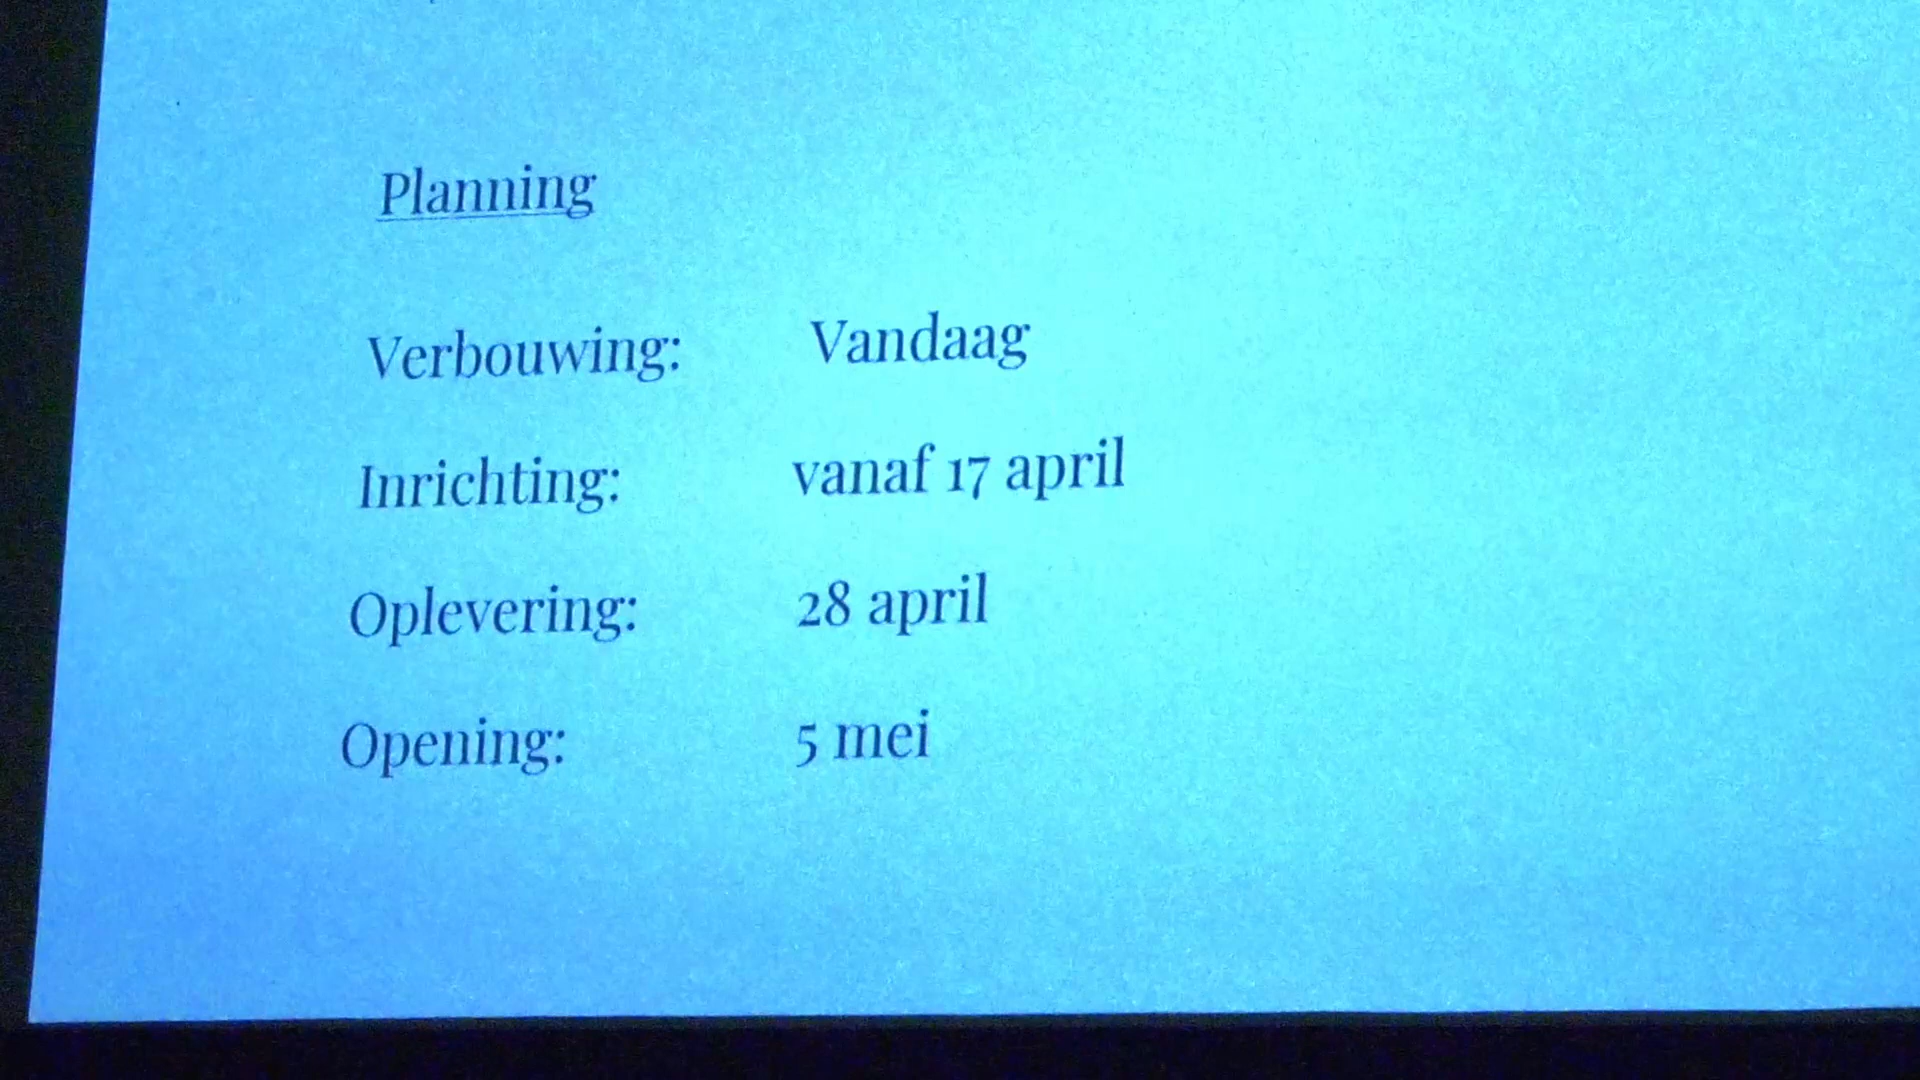 Planning
Verbouwing: Vandaag
Inrichting: vanaf 17 april
Oplevering: 28 april
Opening: 5 mei